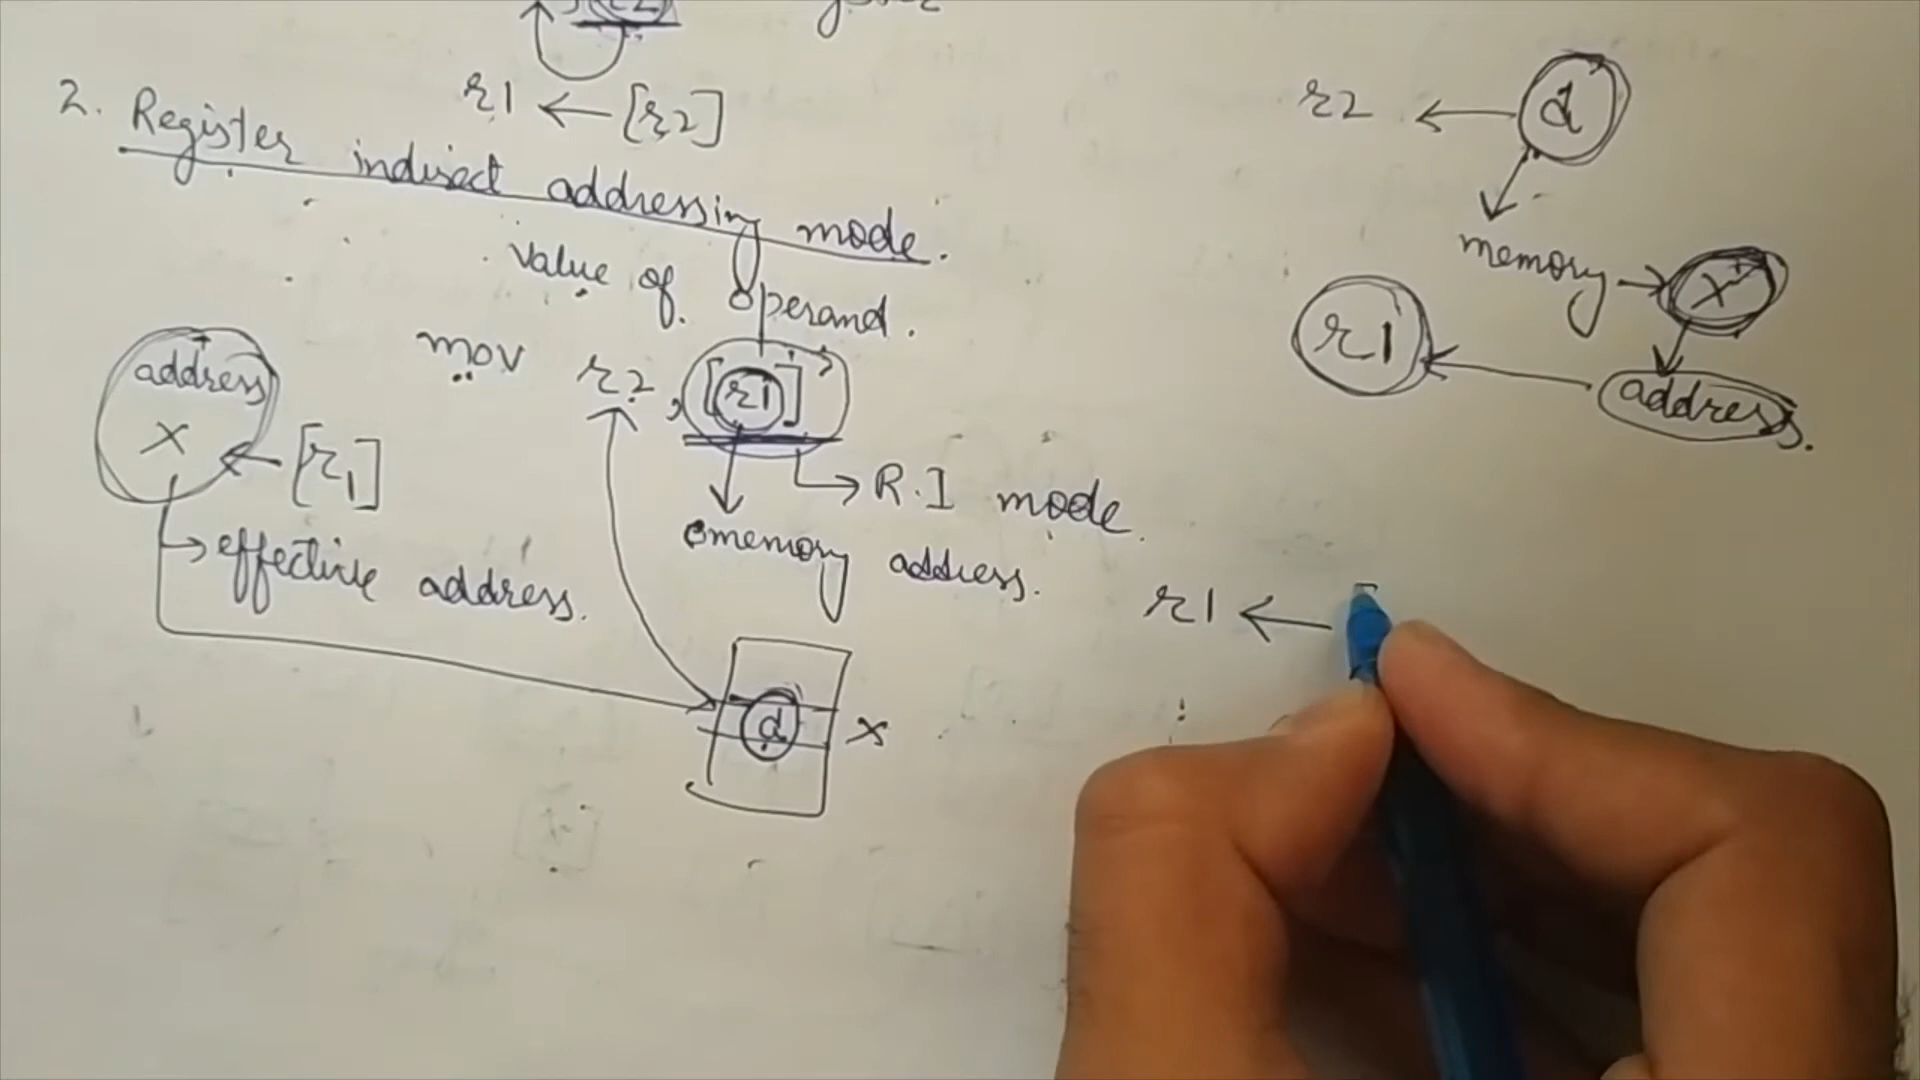 r1 ← [r2]
2. Register indirect addressing mode.
value of operand.
mov r2, [r1]
address
x ← [r1]
→ effective address.
→ R.I mode.
memory address.
d x
r2 ← d
memory → x
r1 ← address.
r1 ←